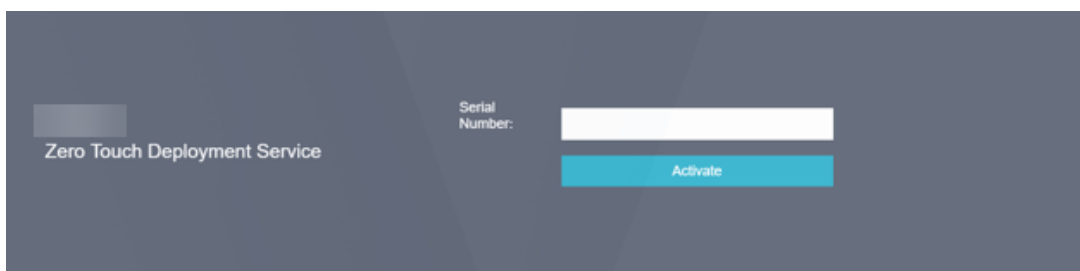 Zero Touch Deployment Service
Serial
Number:
Activate